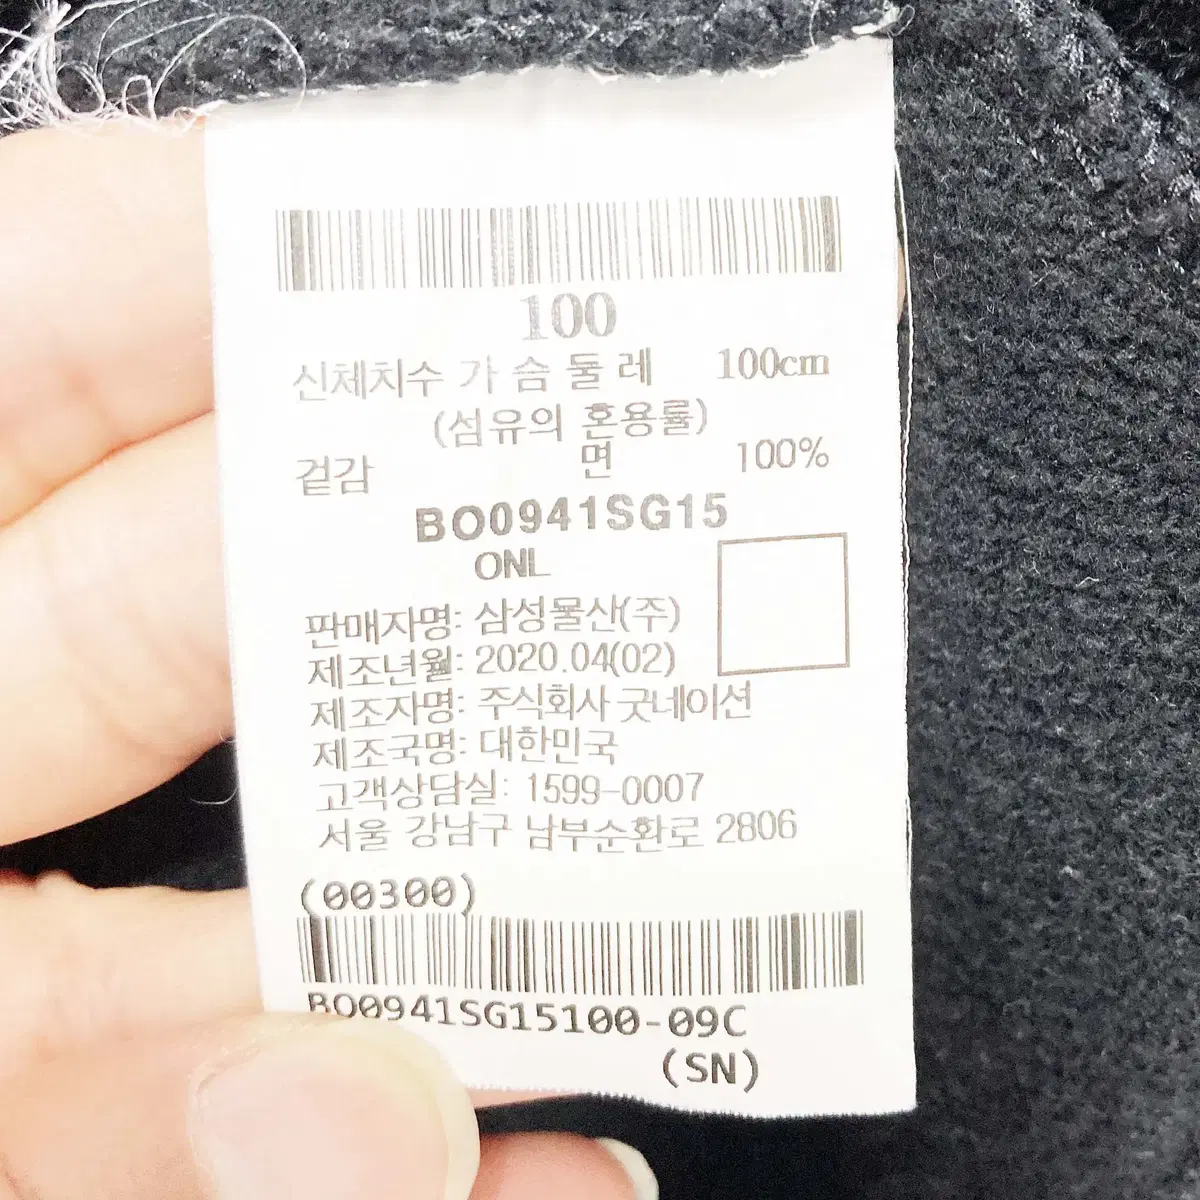 100
신체치수 가 슴 둘 레 100cm
(섬유의 혼용률)
겉감 면 100%
BO0941SG15
ONL
판매자명: 삼성물산(주)
제조년월: 2020.04(02)
제조자명: 주식회사 굿네이션
제조국명: 대한민국
고객상담실: 1599-0007
서울 강남구 남부순환로 2806
(00300)
BO0941SG15100-09C
(SN)